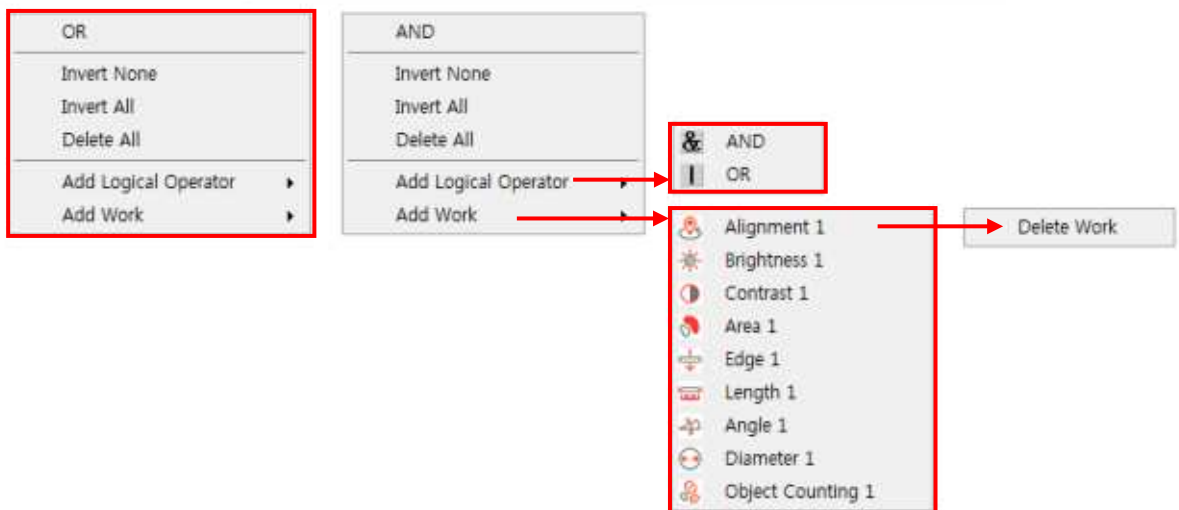 OR
Invert None
Invert All
Delete All
Add Logical Operator
Add Work
AND
Invert None
Invert All
Delete All
Add Logical Operator
Add Work
& AND
| OR
Alignment 1
Brightness 1
Contrast 1
Area 1
Edge 1
Length 1
Angle 1
Diameter 1
Object Counting 1
Delete Work